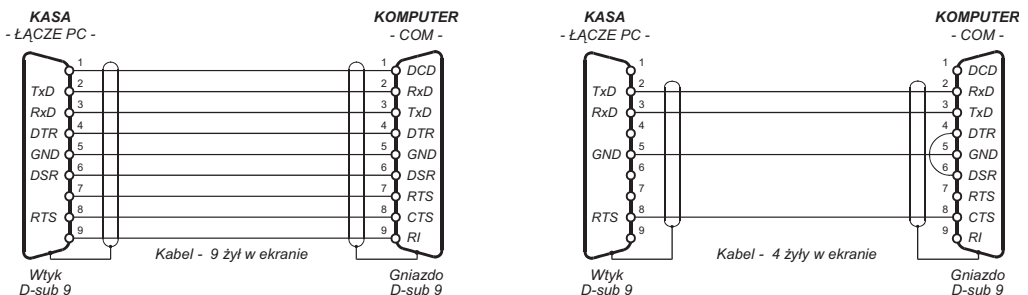 KASA
- ŁĄCZE PC -
KOMPUTER
- COM -
1 1 DCD
TxD 2 2 RxD
RxD 3 3 TxD
DTR 4 4 DTR
GND 5 5 GND
DSR 6 6 DSR
7 7 RTS
RTS 8 8 CTS
9 9 RI
Kabel - 9 żył w ekranie
Wtyk
D-sub 9
Gniazdo
D-sub 9
KASA
- ŁĄCZE PC -
KOMPUTER
- COM -
1 1 DCD
TxD 2 2 RxD
RxD 3 3 TxD
4 4 DTR
GND 5 5 GND
6 6 DSR
7 7 RTS
RTS 8 8 CTS
9 9 RI
Kabel - 4 żyły w ekranie
Wtyk
D-sub 9
Gniazdo
D-sub 9